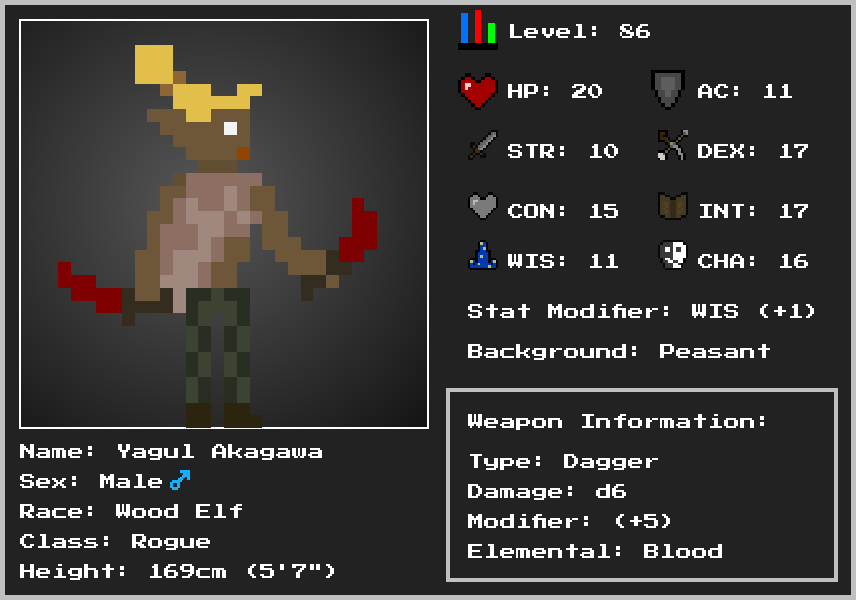 Level: 86
HP: 20
AC: 11
STR: 10
DEX: 17
CON: 15
INT: 17
WIS: 11
CHA: 16
Stat Modifier: WIS (+1)
Background: Peasant
Weapon Information:
Type: Dagger
Damage: d6
Modifier: (+5)
Elemental: Blood
Name: Yagul Akagawa
Sex: Male ♂
Race: Wood Elf
Class: Rogue
Height: 169cm (5'7")